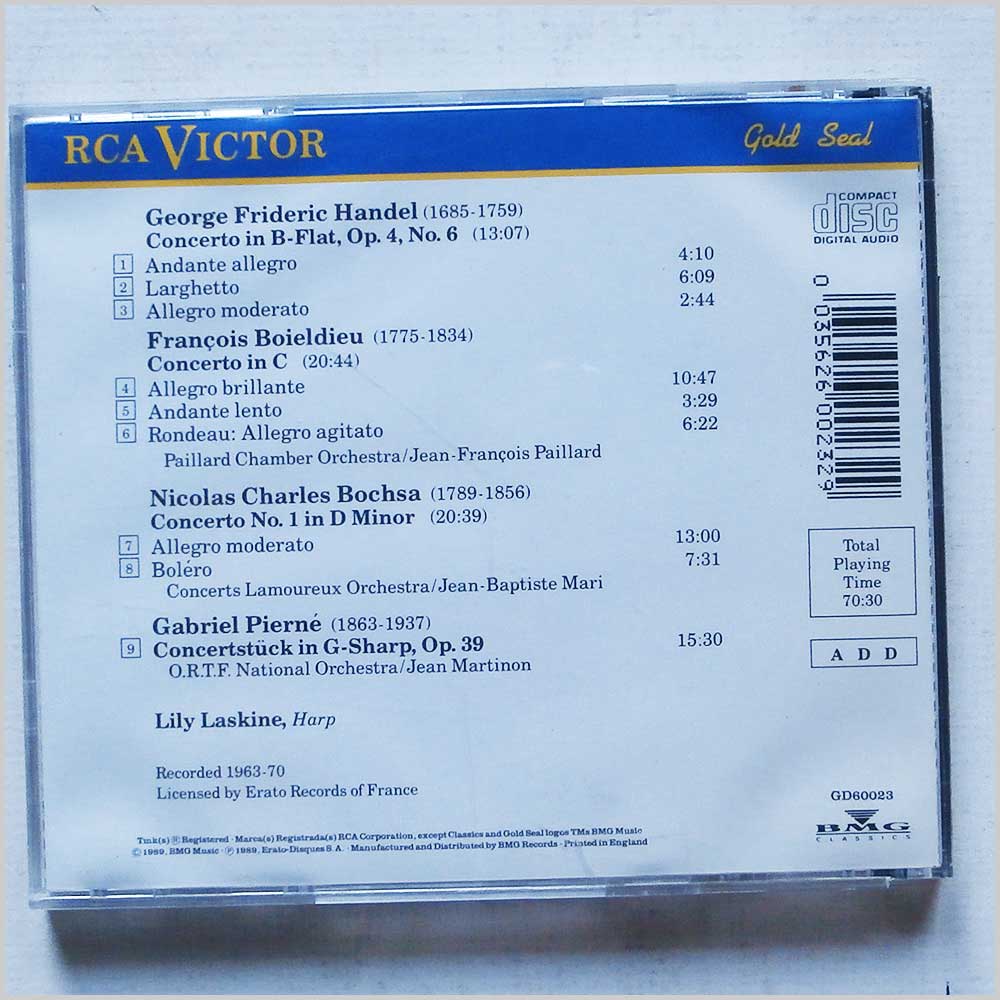 RCA VICTOR
Gold Seal
George Frideric Handel (1685-1759)
Concerto in B-Flat, Op. 4, No. 6 (13:07)
1 Andante allegro 4:10
2 Larghetto 6:09
3 Allegro moderato 2:44
François Boieldieu (1775-1834)
Concerto in C (20:44)
4 Allegro brillante 10:47
5 Andante lento 3:29
6 Rondeau: Allegro agitato 6:22
Paillard Chamber Orchestra/Jean-François Paillard
Nicolas Charles Bochsa (1789-1856)
Concerto No. 1 in D Minor (20:39)
7 Allegro moderato 13:00
8 Boléro 7:31
Concerts Lamoureux Orchestra/Jean-Baptiste Mari
Gabriel Pierné (1863-1937)
9 Concertstück in G-Sharp, Op. 39 15:30
O.R.T.F. National Orchestra/Jean Martinon
Lily Laskine, Harp
Recorded 1963-70
Licensed by Erato Records of France
Tmk(s) ® Registered · Marca(s) Registrada(s) RCA Corporation, except Classics and Gold Seal logos TMs BMG Music
© 1989, BMG Music · ℗ 1989, Erato-Disques S.A. · Manufactured and Distributed by BMG Records · Printed in England
COMPACT
disc
DIGITAL AUDIO
0 035626 002329
Total
Playing
Time
70:30
A D D
GD60023
BMG
CLASSICS